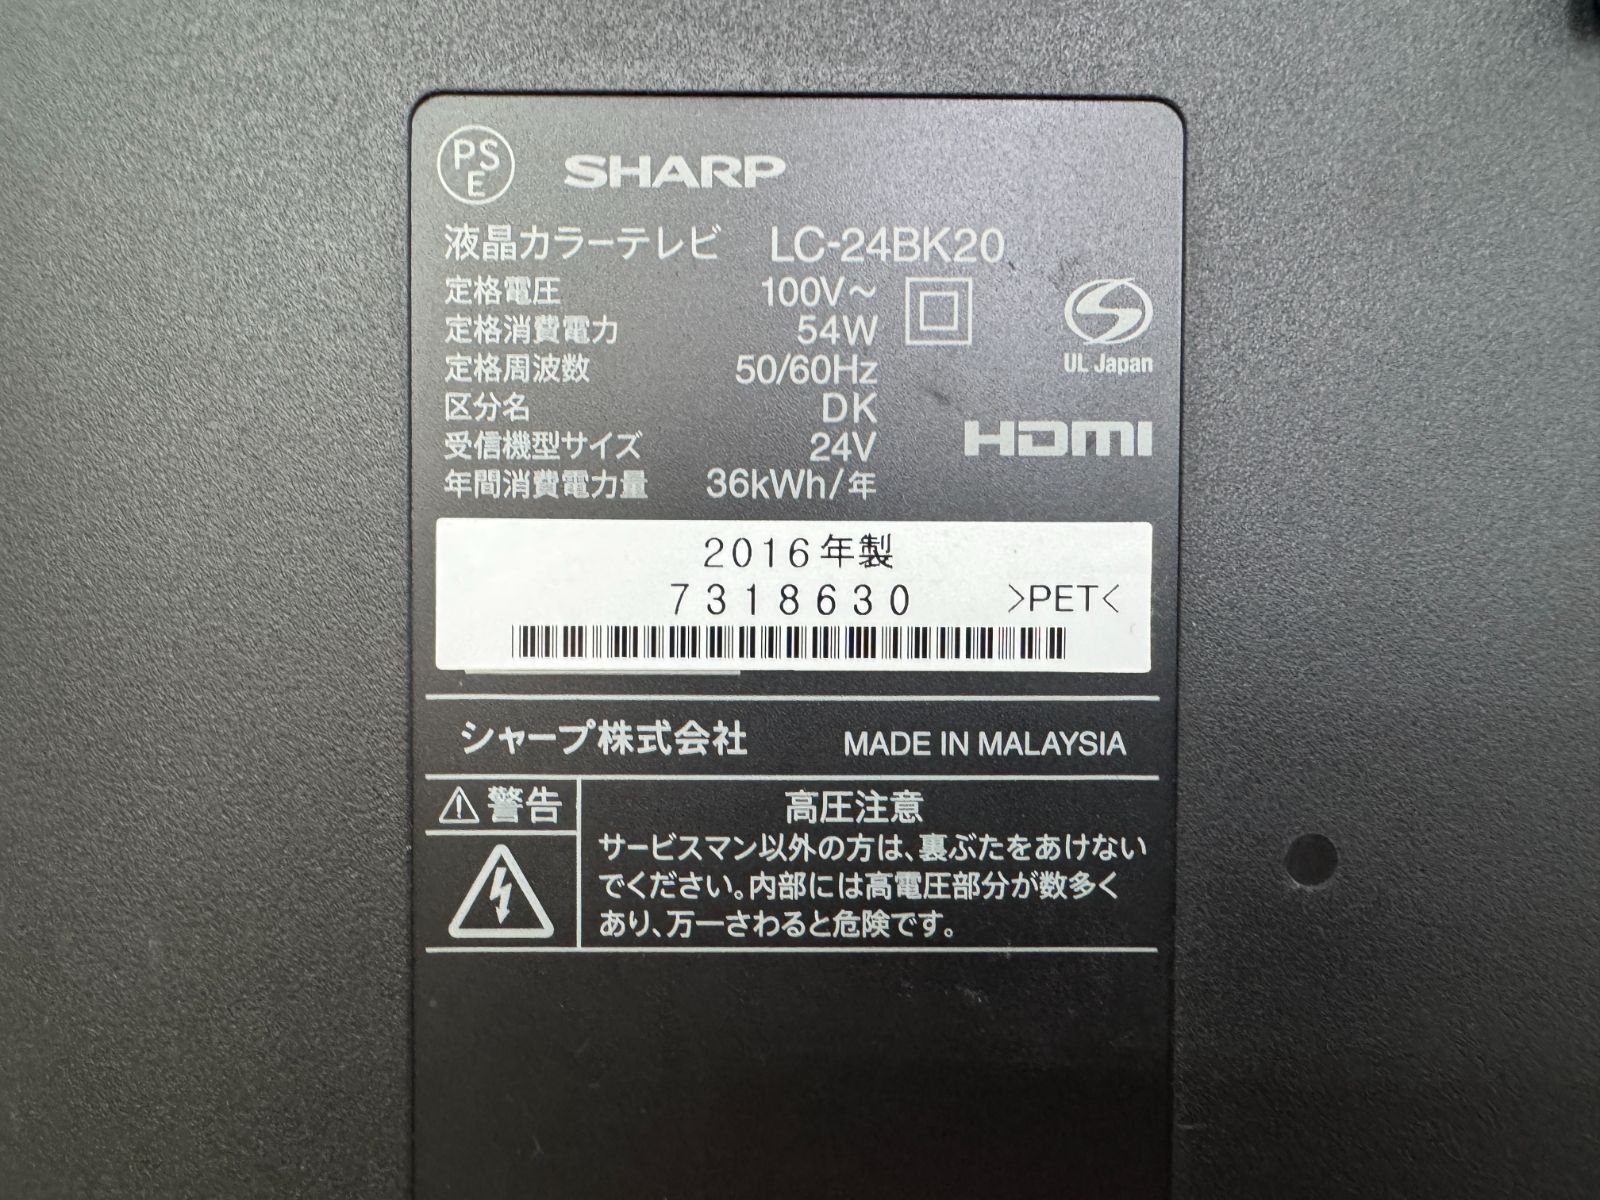 PS
E
SHARP
液晶カラーテレビ LC-24BK20
定格電圧 100V～
定格消費電力 54W
定格周波数 50/60Hz
区分名 DK
受信機型サイズ 24V
年間消費電力量 36kWh/年
UL Japan
HDMI
2016年製
7318630 >PET<
シャープ株式会社 MADE IN MALAYSIA
警告
高圧注意
サービスマン以外の方は、裏ぶたをあけない
でください。内部には高電圧部分が数多く
あり、万一さわると危険です。